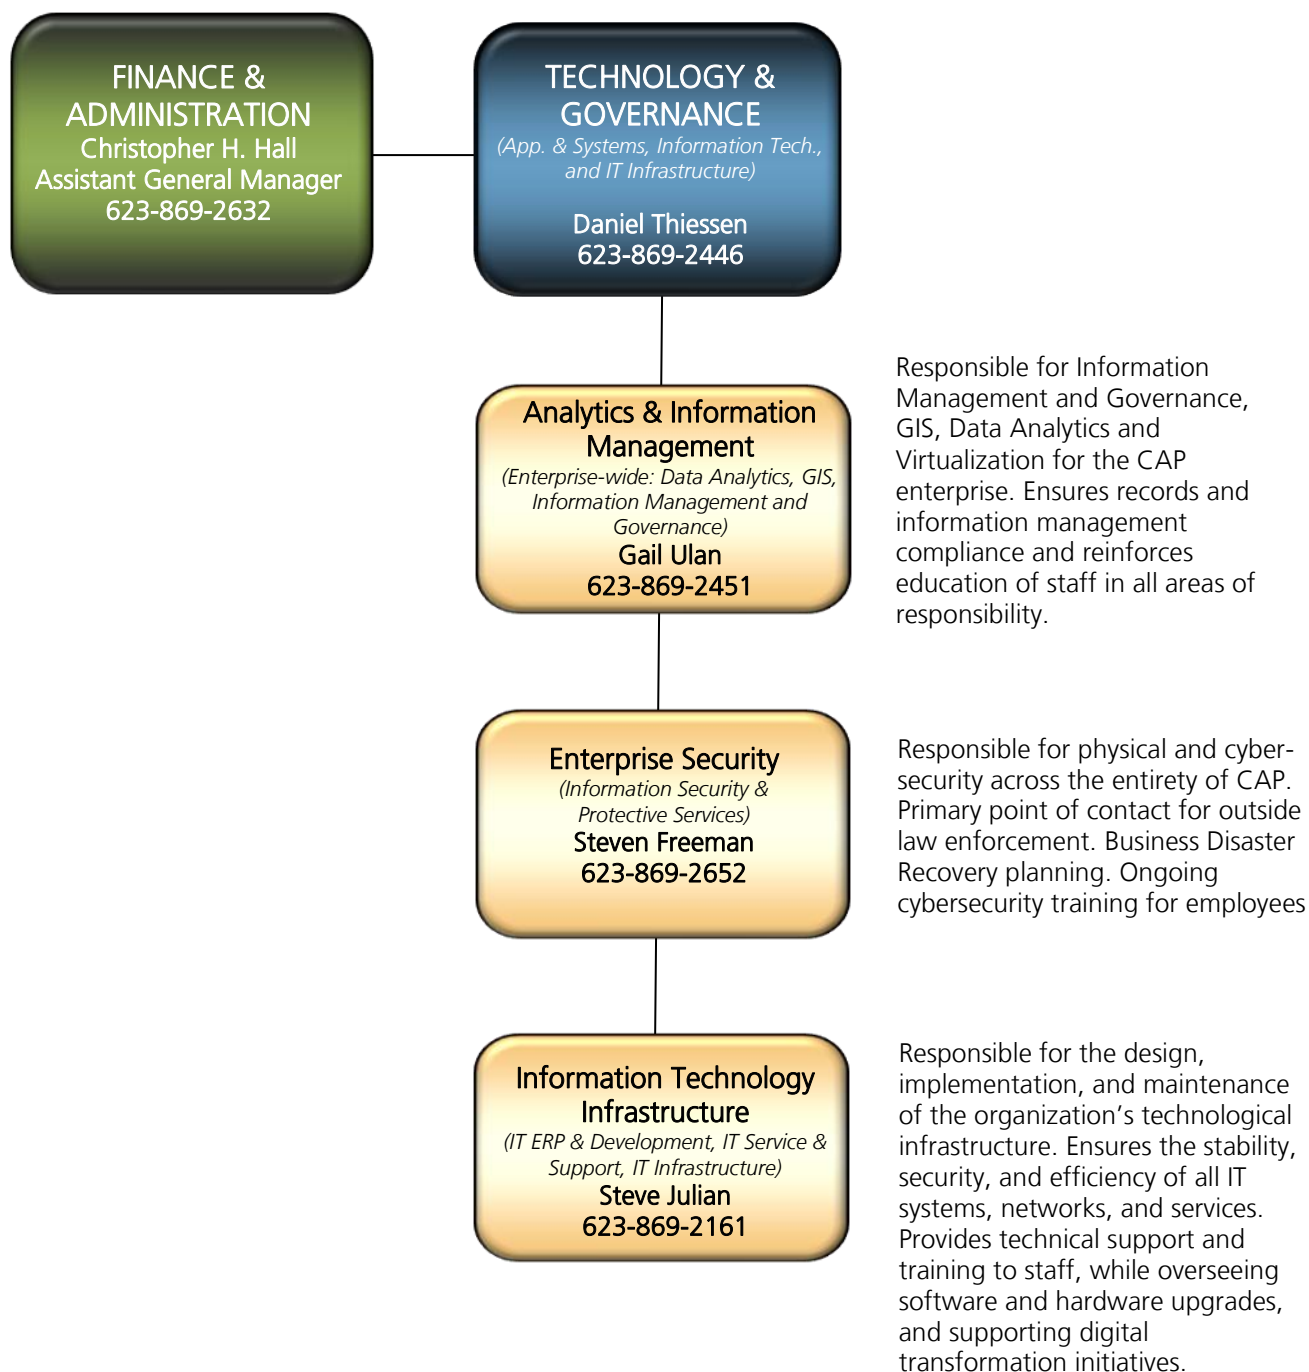 FINANCE &
ADMINISTRATION
Christopher H. Hall
Assistant General Manager
623-869-2632
TECHNOLOGY &
GOVERNANCE
(App. & Systems, Information Tech.,
and IT Infrastructure)
Daniel Thiessen
623-869-2446
Analytics & Information
Management
(Enterprise-wide: Data Analytics, GIS,
Information Management and
Governance)
Gail Ulan
623-869-2451
Responsible for Information
Management and Governance,
GIS, Data Analytics and
Virtualization for the CAP
enterprise. Ensures records and
information management
compliance and reinforces
education of staff in all areas of
responsibility.
Enterprise Security
(Information Security &
Protective Services)
Steven Freeman
623-869-2652
Responsible for physical and cyber-
security across the entirety of CAP.
Primary point of contact for outside
law enforcement. Business Disaster
Recovery planning. Ongoing
cybersecurity training for employees
Information Technology
Infrastructure
(IT ERP & Development, IT Service &
Support, IT Infrastructure)
Steve Julian
623-869-2161
Responsible for the design,
implementation, and maintenance
of the organization’s technological
infrastructure. Ensures the stability,
security, and efficiency of all IT
systems, networks, and services.
Provides technical support and
training to staff, while overseeing
software and hardware upgrades,
and supporting digital
transformation initiatives.